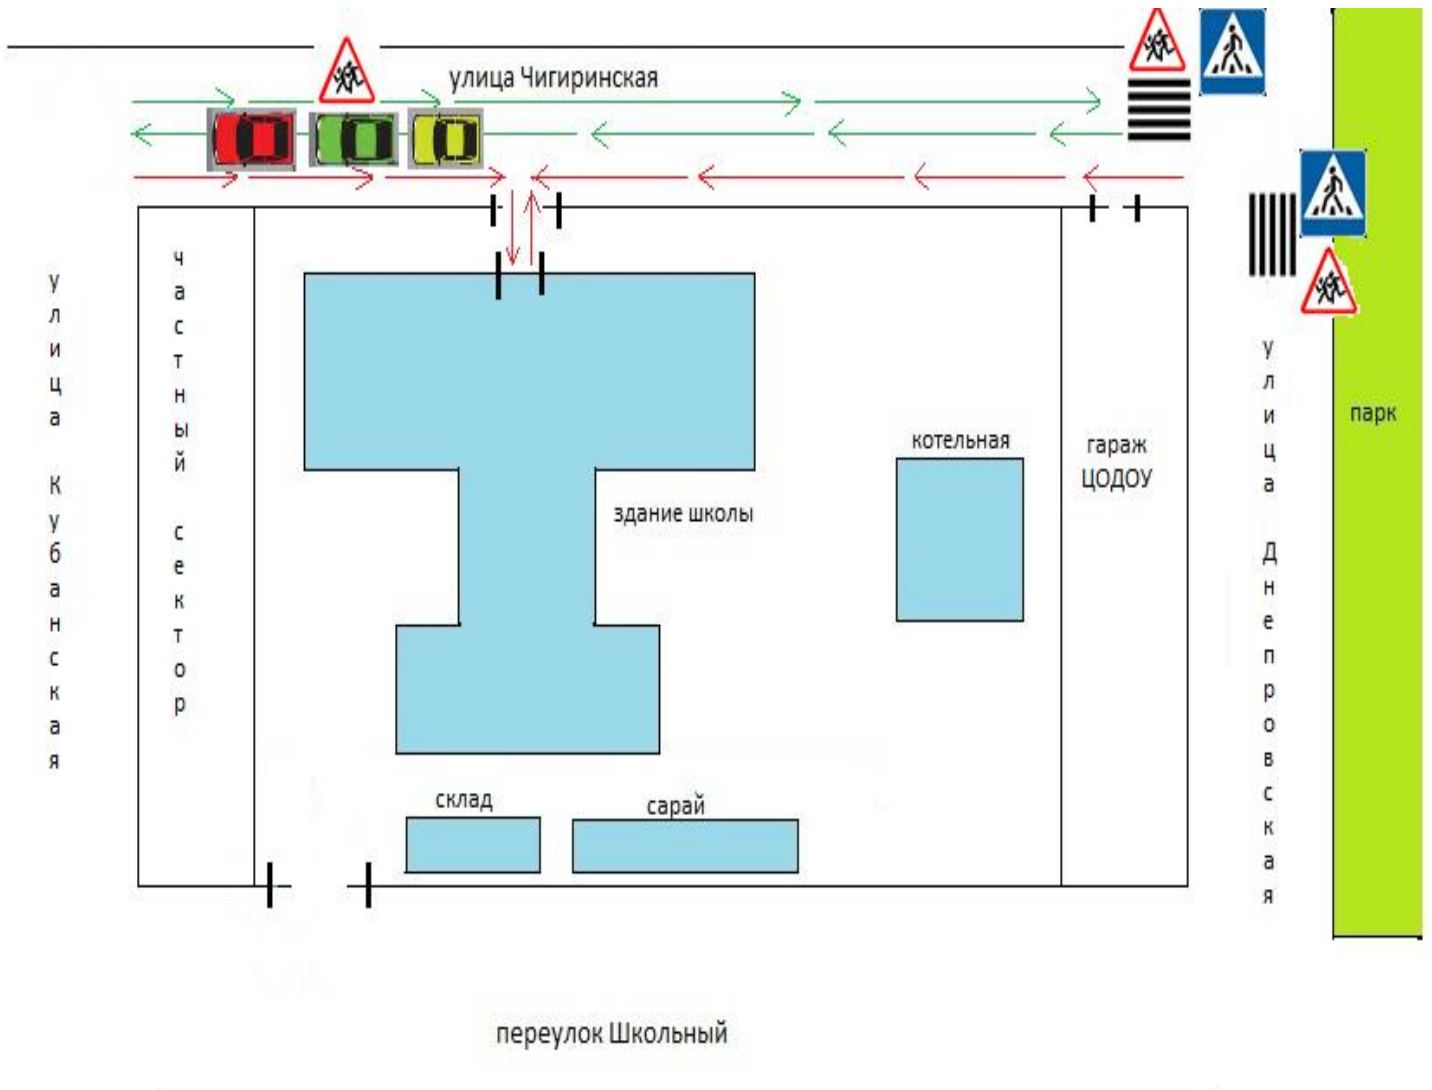 улица Чигиринская
улица Кубанская
частный сектор
здание школы
котельная
гараж
ЦОДОУ
улица Днепровская
парк
склад
сарай
переулок Школьный